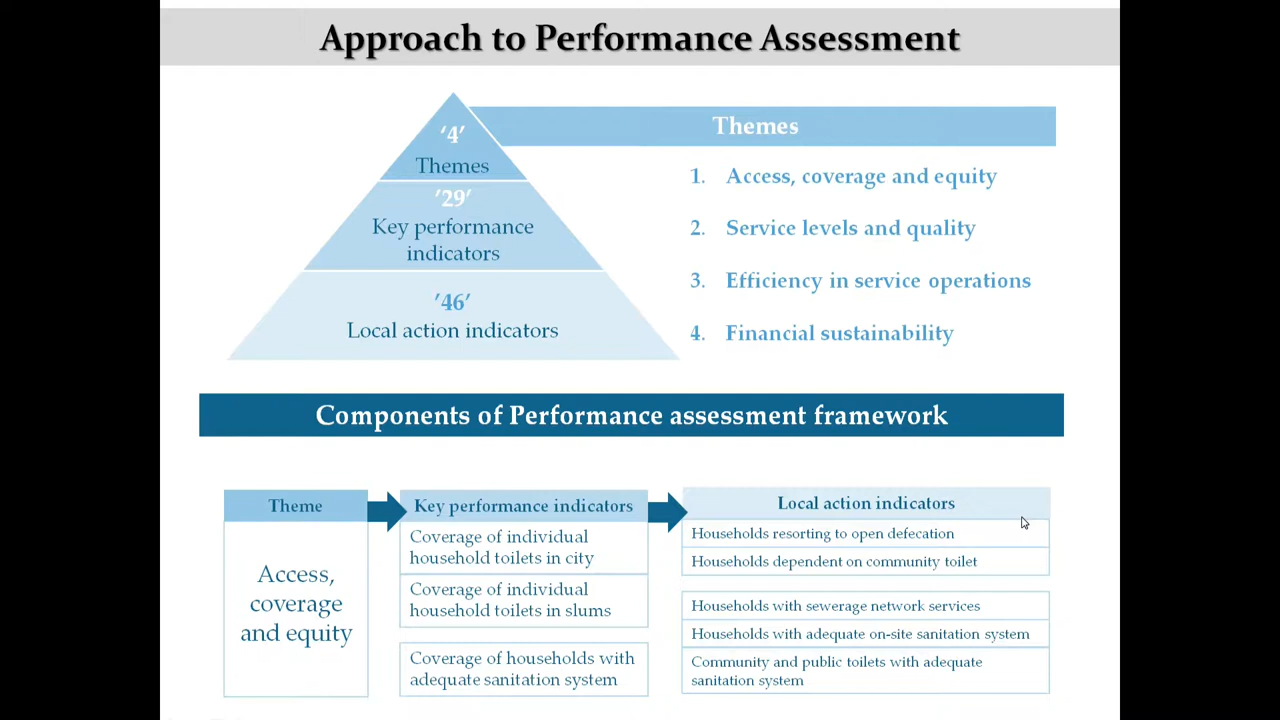 Approach to Performance Assessment
‘4’
Themes
’29’
Key performance
indicators
’46’
Local action indicators
Themes
1. Access, coverage and equity
2. Service levels and quality
3. Efficiency in service operations
4. Financial sustainability
Components of Performance assessment framework
Theme
Access,
coverage
and equity
Key performance indicators
Coverage of individual
household toilets in city
Coverage of individual
household toilets in slums
Coverage of households with
adequate sanitation system
Local action indicators
Households resorting to open defecation
Households dependent on community toilet
Households with sewerage network services
Households with adequate on-site sanitation system
Community and public toilets with adequate
sanitation system